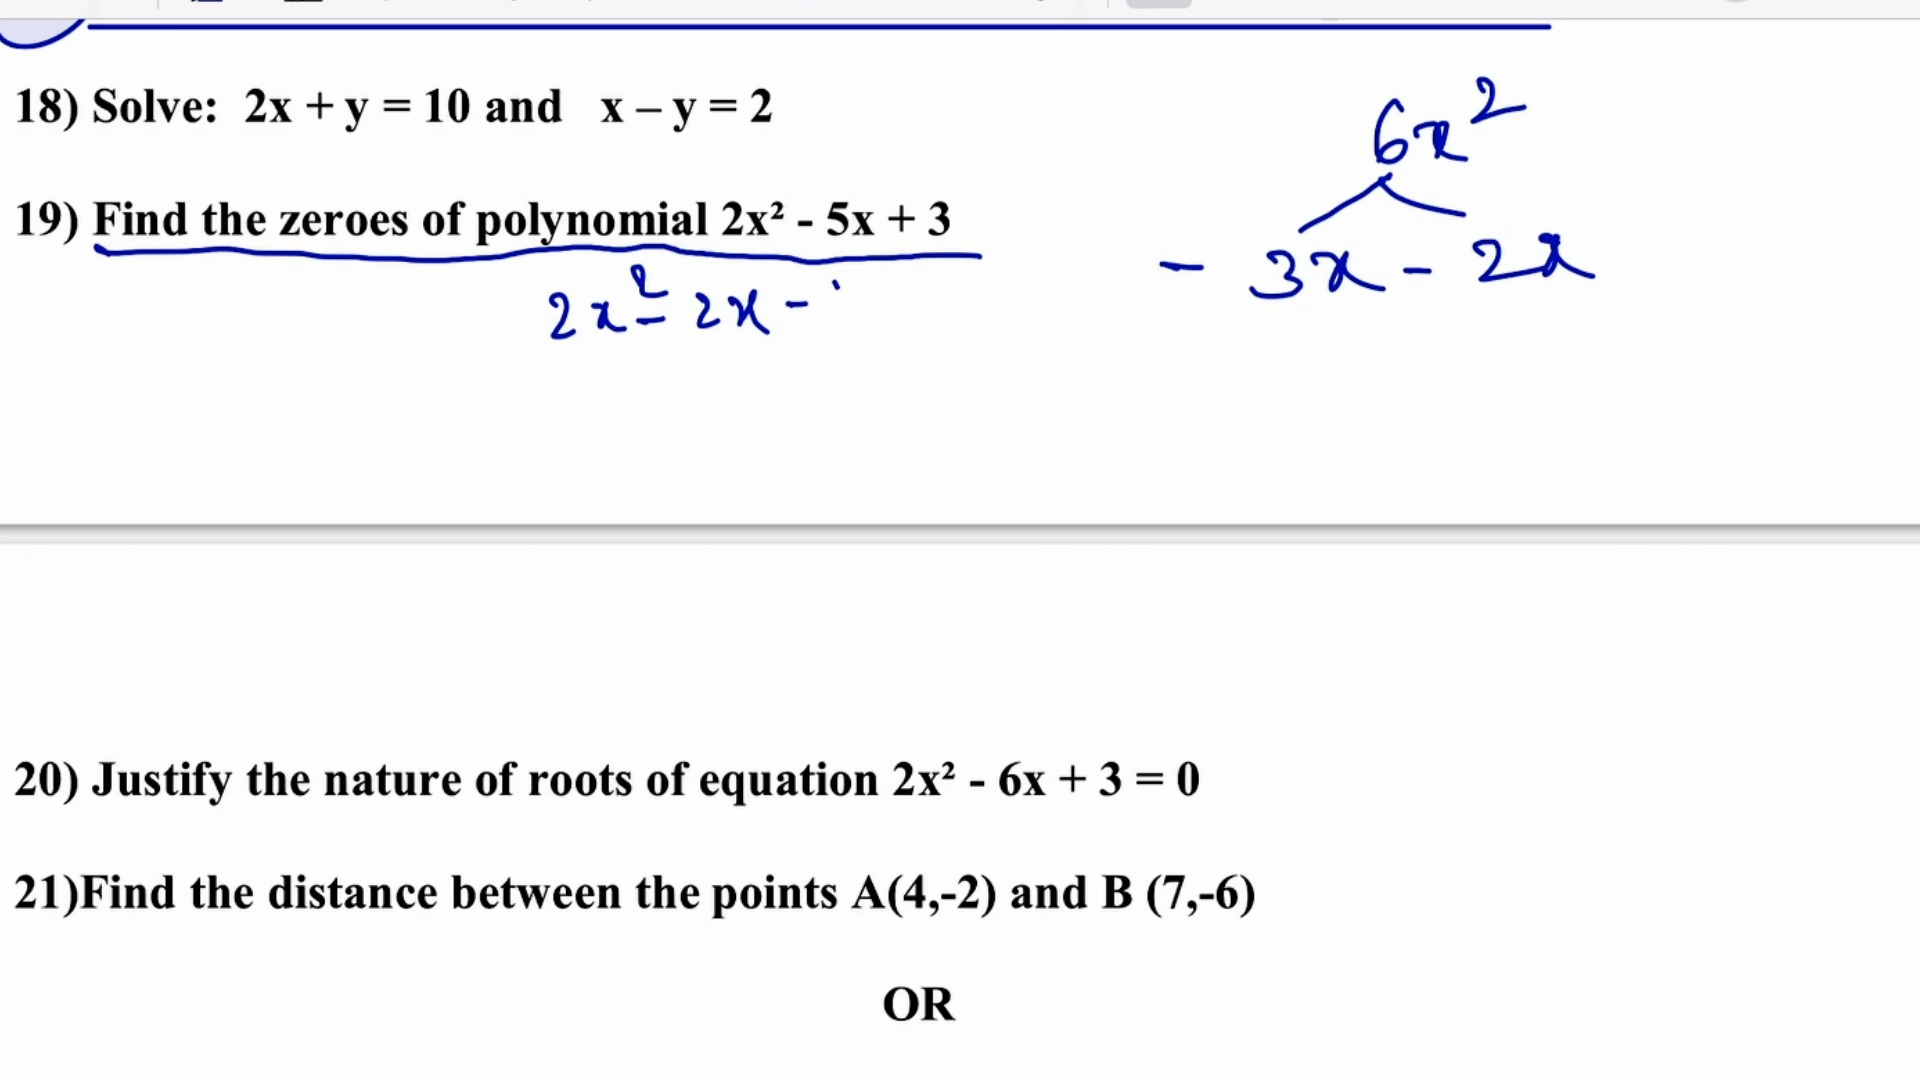 18) Solve: 2x + y = 10 and x – y = 2
6x²
19) Find the zeroes of polynomial 2x² - 5x + 3
- 3x - 2x
2x² - 2x -
20) Justify the nature of roots of equation 2x² - 6x + 3 = 0
21)Find the distance between the points A(4,-2) and B (7,-6)
OR